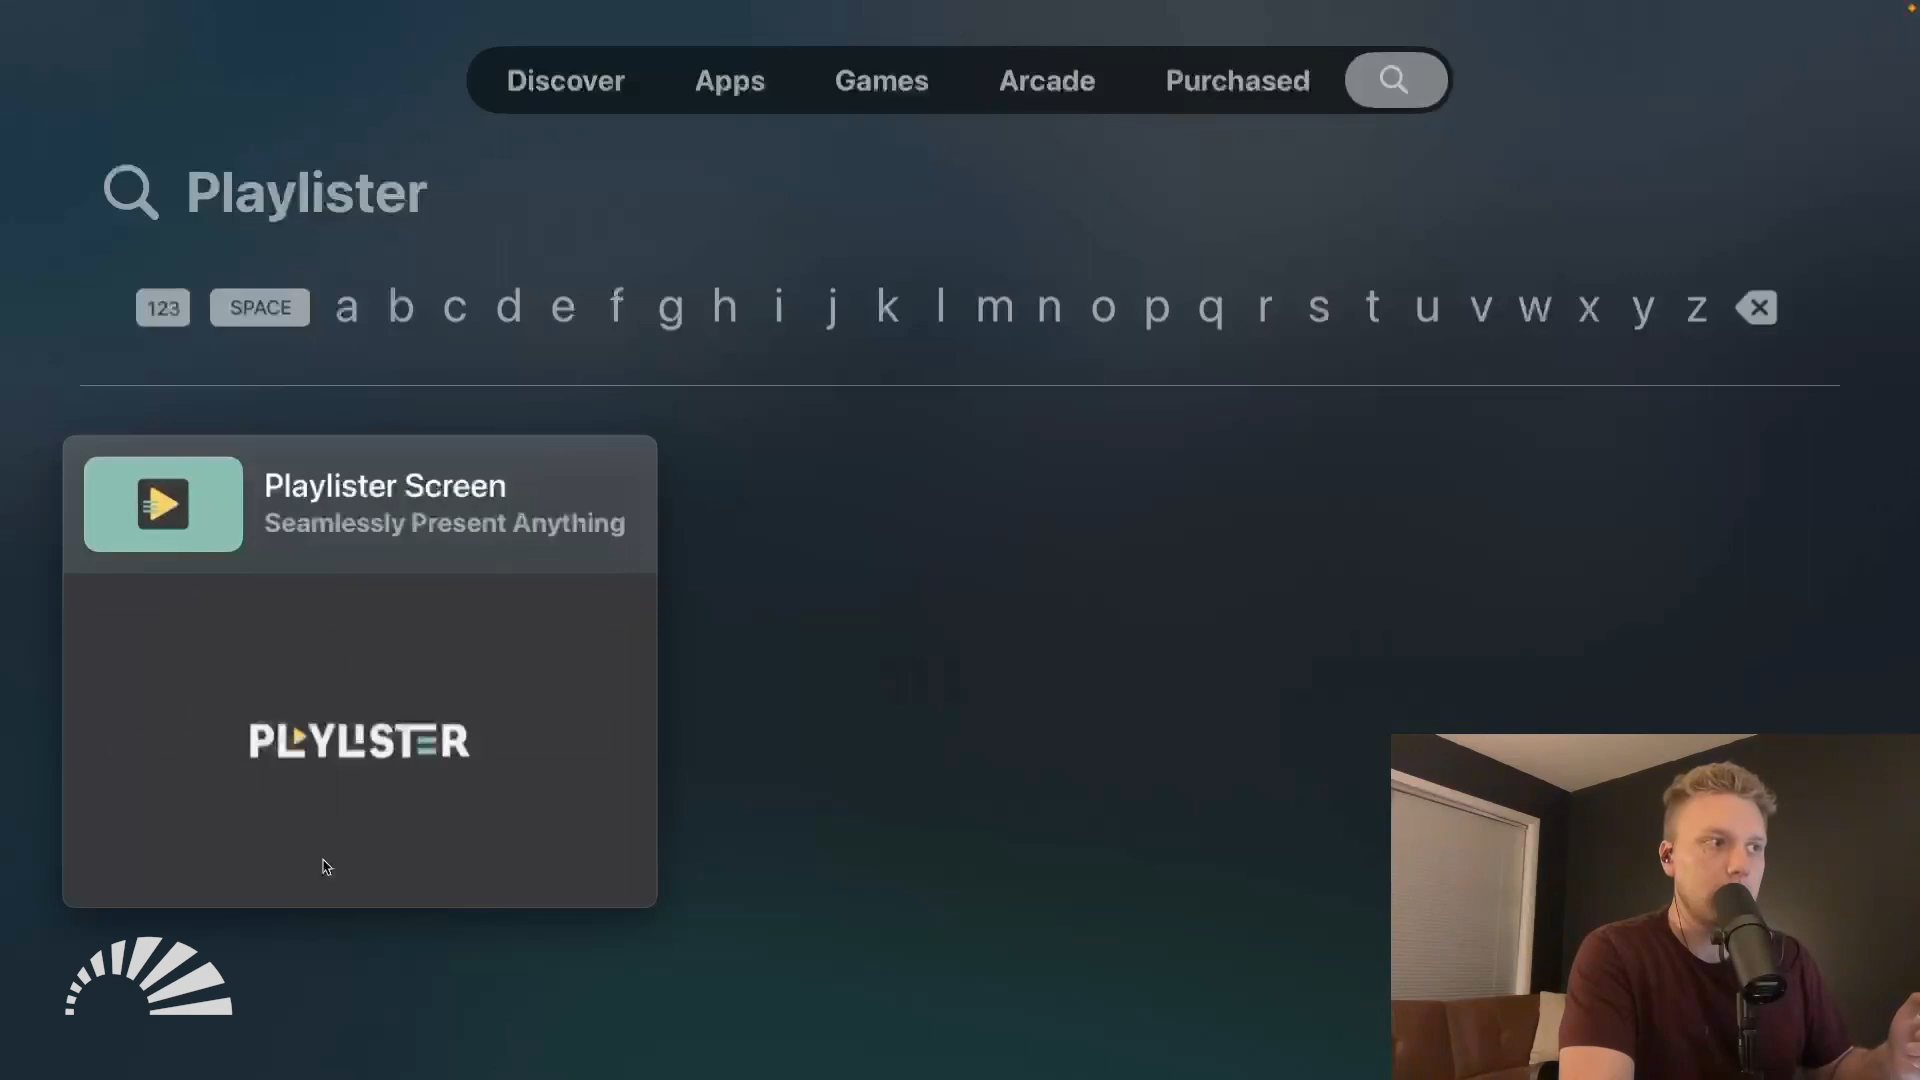 Discover Apps Games Arcade Purchased
Playlister
123 SPACE a b c d e f g h i j k l m n o p q r s t u v w x y z
Playlister Screen
Seamlessly Present Anything
PLAYLISTER